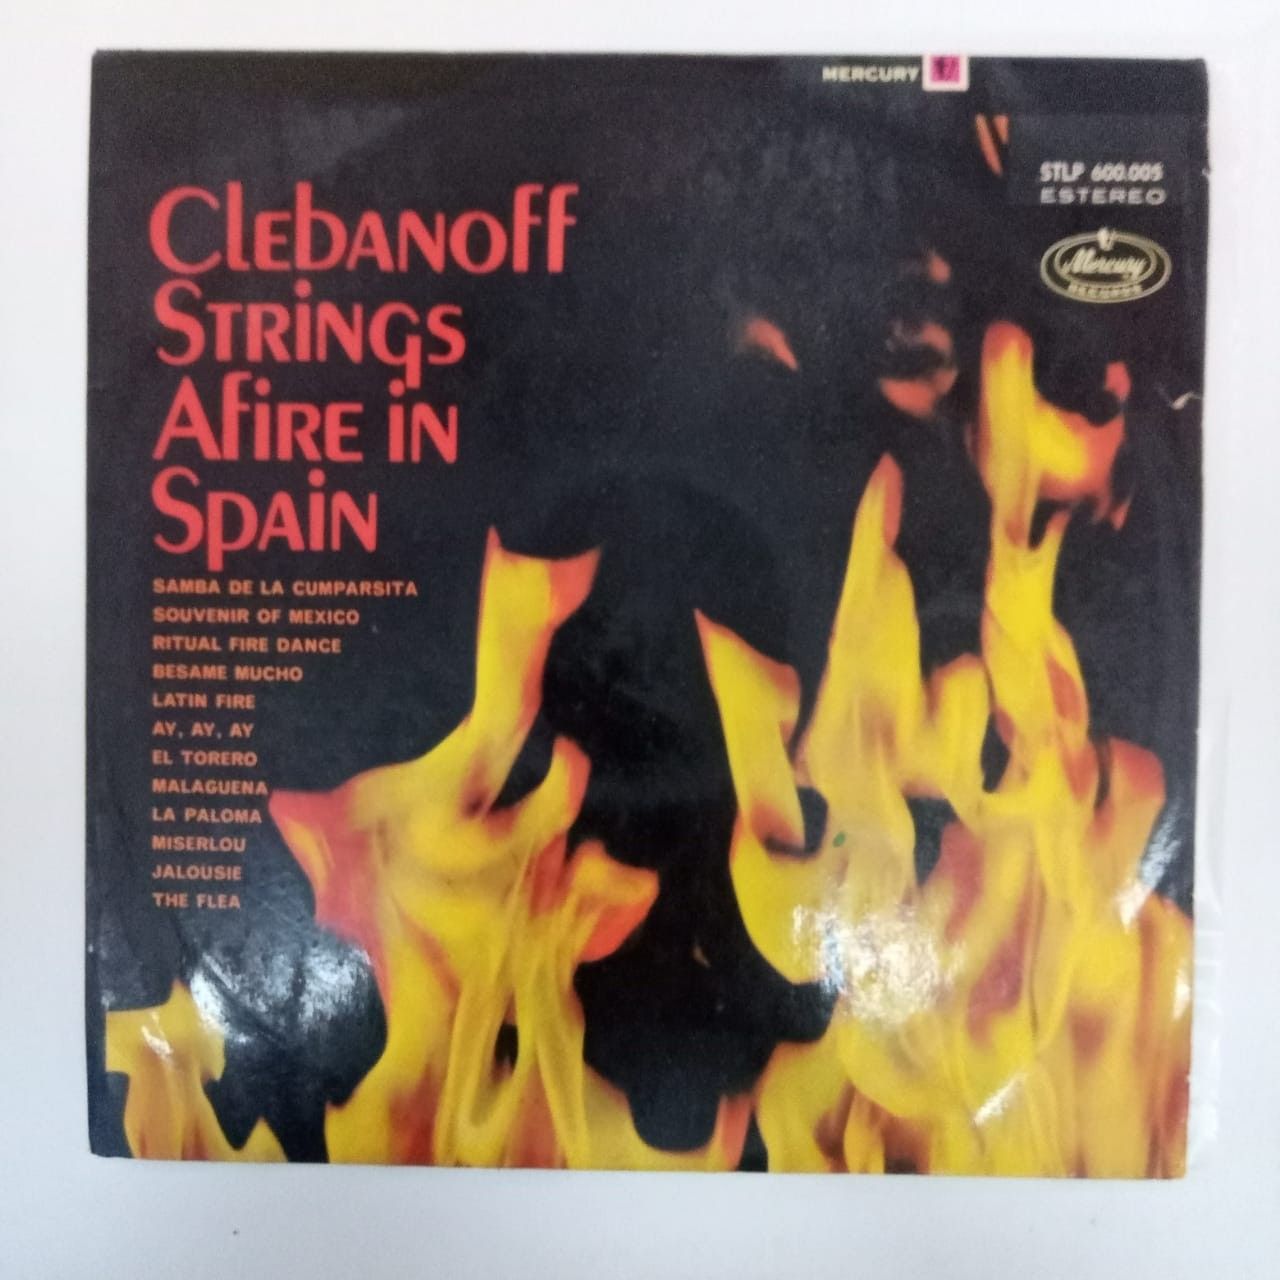 MERCURY
STLP 600.005
ESTEREO
Mercury
RECORDS
Clebanoff
Strings
Afire in
Spain
SAMBA DE LA CUMPARSITA
SOUVENIR OF MEXICO
RITUAL FIRE DANCE
BESAME MUCHO
LATIN FIRE
AY, AY, AY
EL TORERO
MALAGUENA
LA PALOMA
MISERLOU
JALOUSIE
THE FLEA